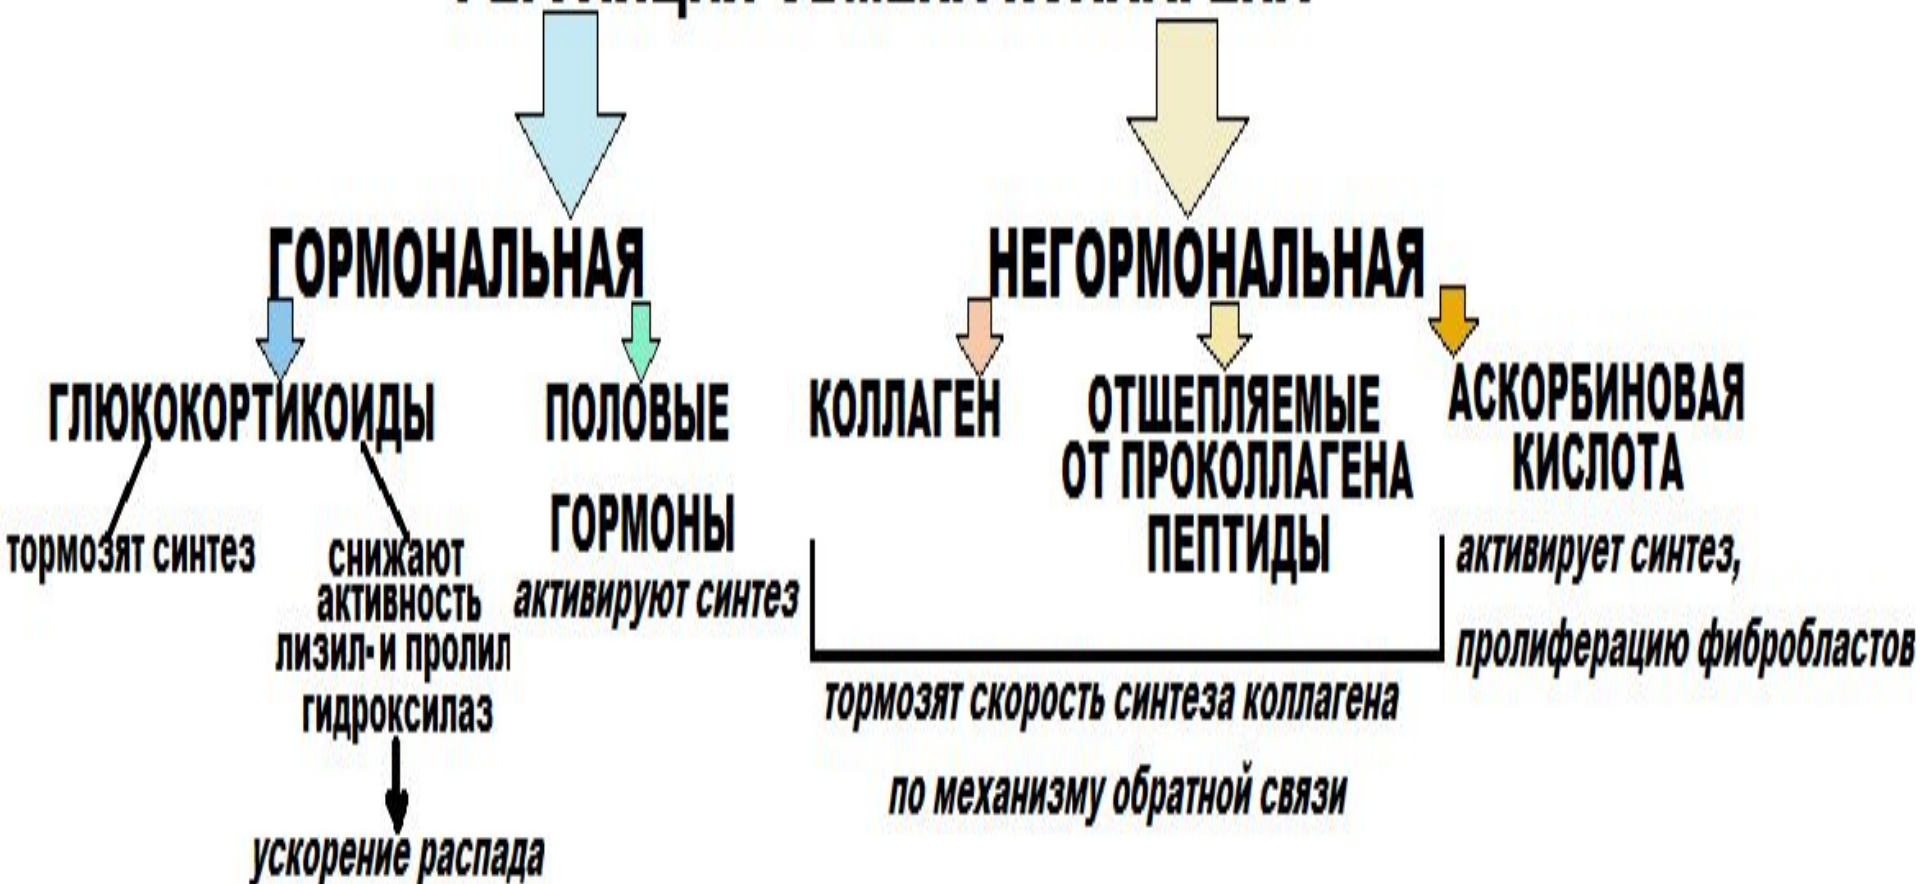 ГОРМОНАЛЬНАЯ
НЕГОРМОНАЛЬНАЯ
ГЛЮКОКОРТИКОИДЫ
тормозят синтез
снижают
активность
лизил- и пролил
гидроксилаз
ускорение распада
ПОЛОВЫЕ
ГОРМОНЫ
активируют синтез
КОЛЛАГЕН
ОТЩЕПЛЯЕМЫЕ
ОТ ПРОКОЛЛАГЕНА
ПЕПТИДЫ
тормозят скорость синтеза коллагена
по механизму обратной связи
АСКОРБИНОВАЯ
КИСЛОТА
активирует синтез,
пролиферацию фибробластов